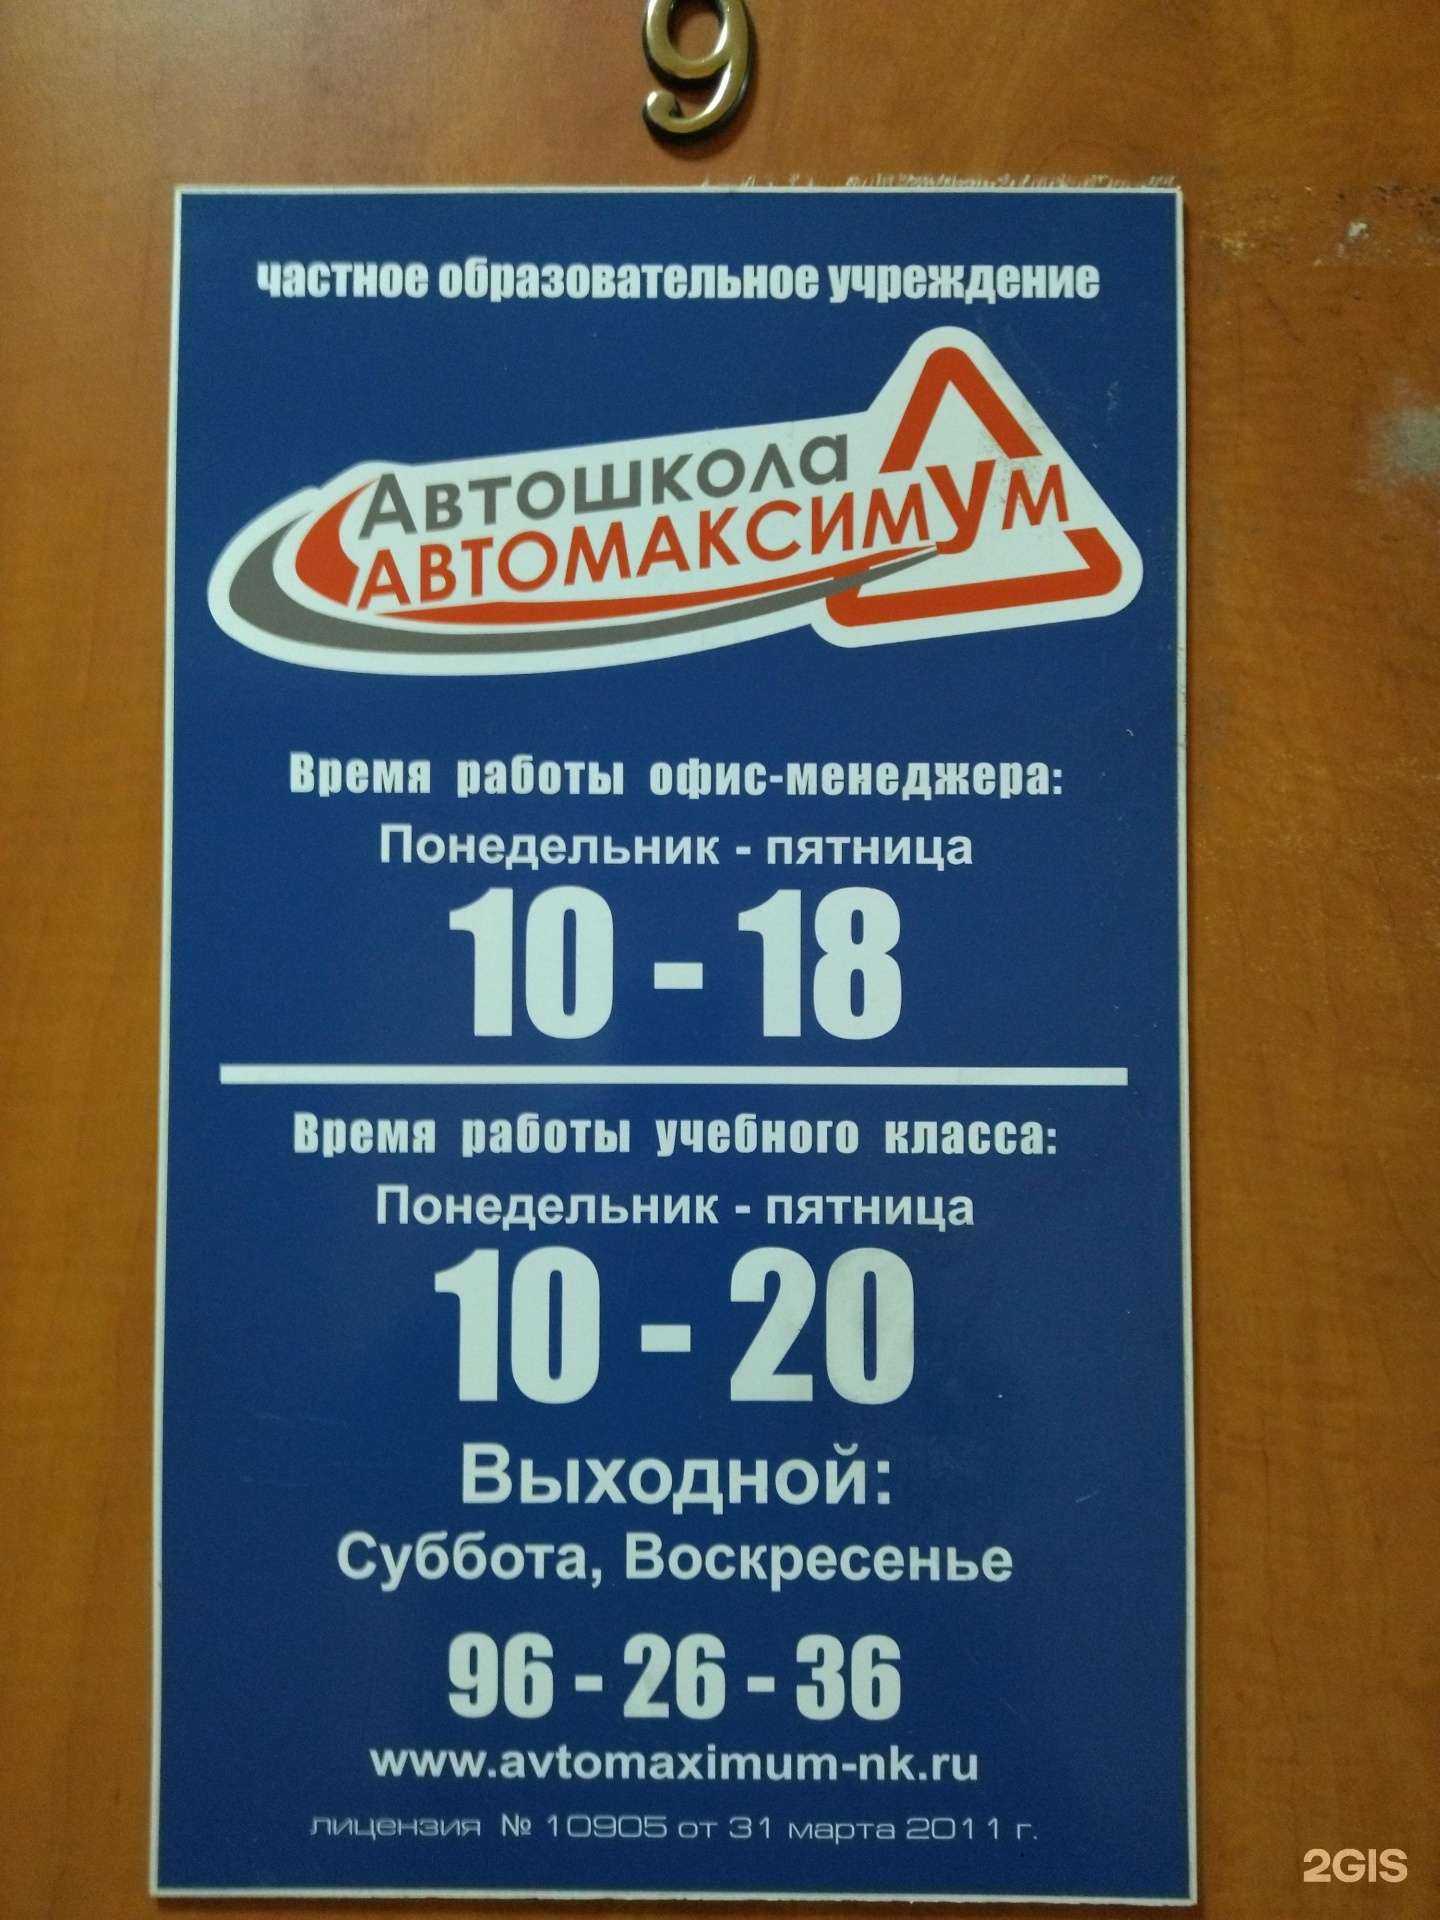 9
частное образовательное учреждение
Автошкола
АВТОМАКСИМУМ
Время работы офис-менеджера:
Понедельник - пятница
10 - 18
Время работы учебного класса:
Понедельник - пятница
10 - 20
Выходной:
Суббота, Воскресенье
96 - 26 - 36
www.avtomaximum-nk.ru
лицензия № 10905 от 31 марта 2011 г.
2GIS